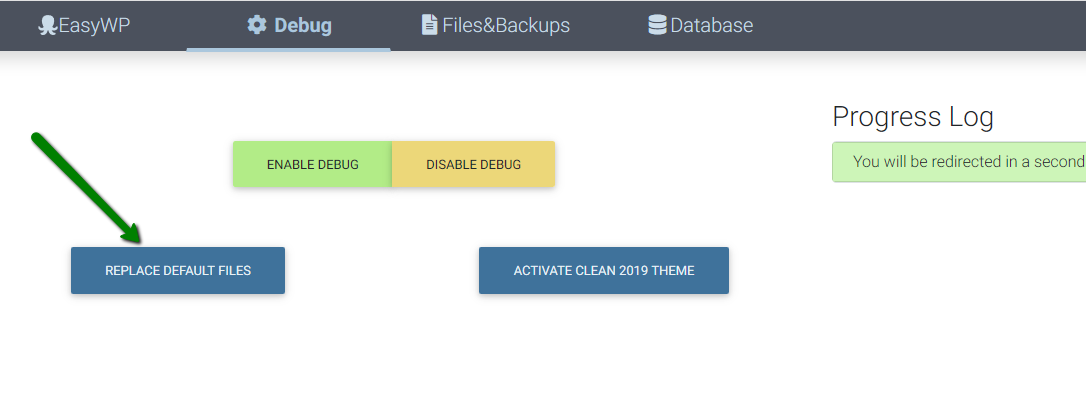 EasyWP
Debug
Files&Backups
Database
Progress Log
You will be redirected in a second
ENABLE DEBUG
DISABLE DEBUG
REPLACE DEFAULT FILES
ACTIVATE CLEAN 2019 THEME